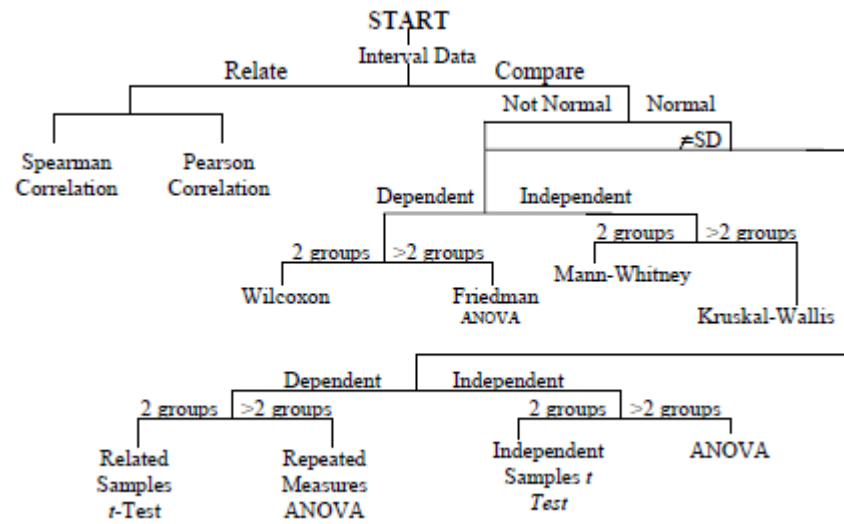 START
Interval Data
Relate
Compare
Not Normal
Normal
≠SD
Spearman
Correlation
Pearson
Correlation
Dependent
Independent
2 groups
>2 groups
2 groups
>2 groups
Wilcoxon
Friedman
ANOVA
Mann-Whitney
Kruskal-Wallis
Dependent
Independent
2 groups
>2 groups
2 groups
>2 groups
Related
Samples
t-Test
Repeated
Measures
ANOVA
Independent
Samples t
Test
ANOVA